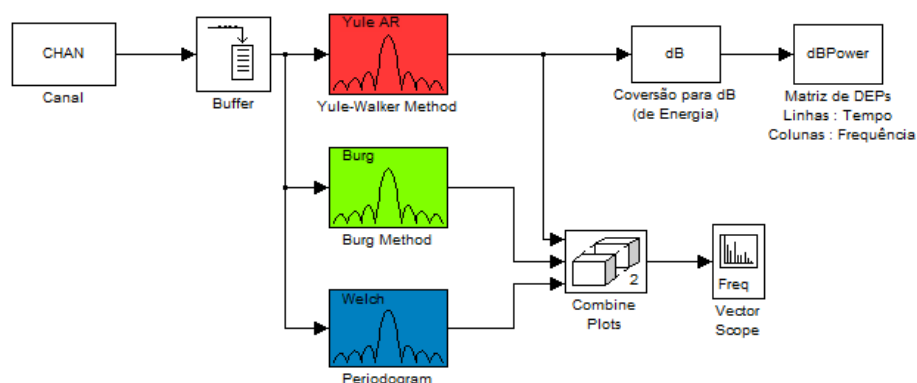 CHAN
Canal
Buffer
Yule AR
Yule-Walker Method
Burg
Burg Method
Welch
Periodogram
dB
Coversão para dB
(de Energia)
dBPower
Matriz de DEPs
Linhas : Tempo
Colunas : Frequência
2
Combine
Plots
Freq
Vector
Scope